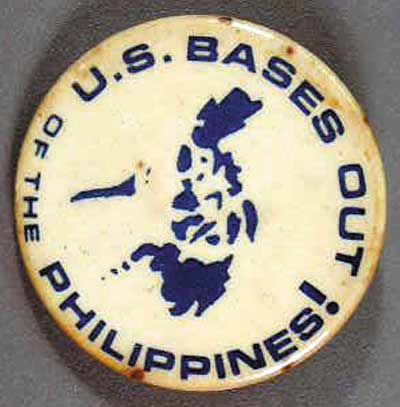 U.S. BASES OUT
OF THE
PHILIPPINES!